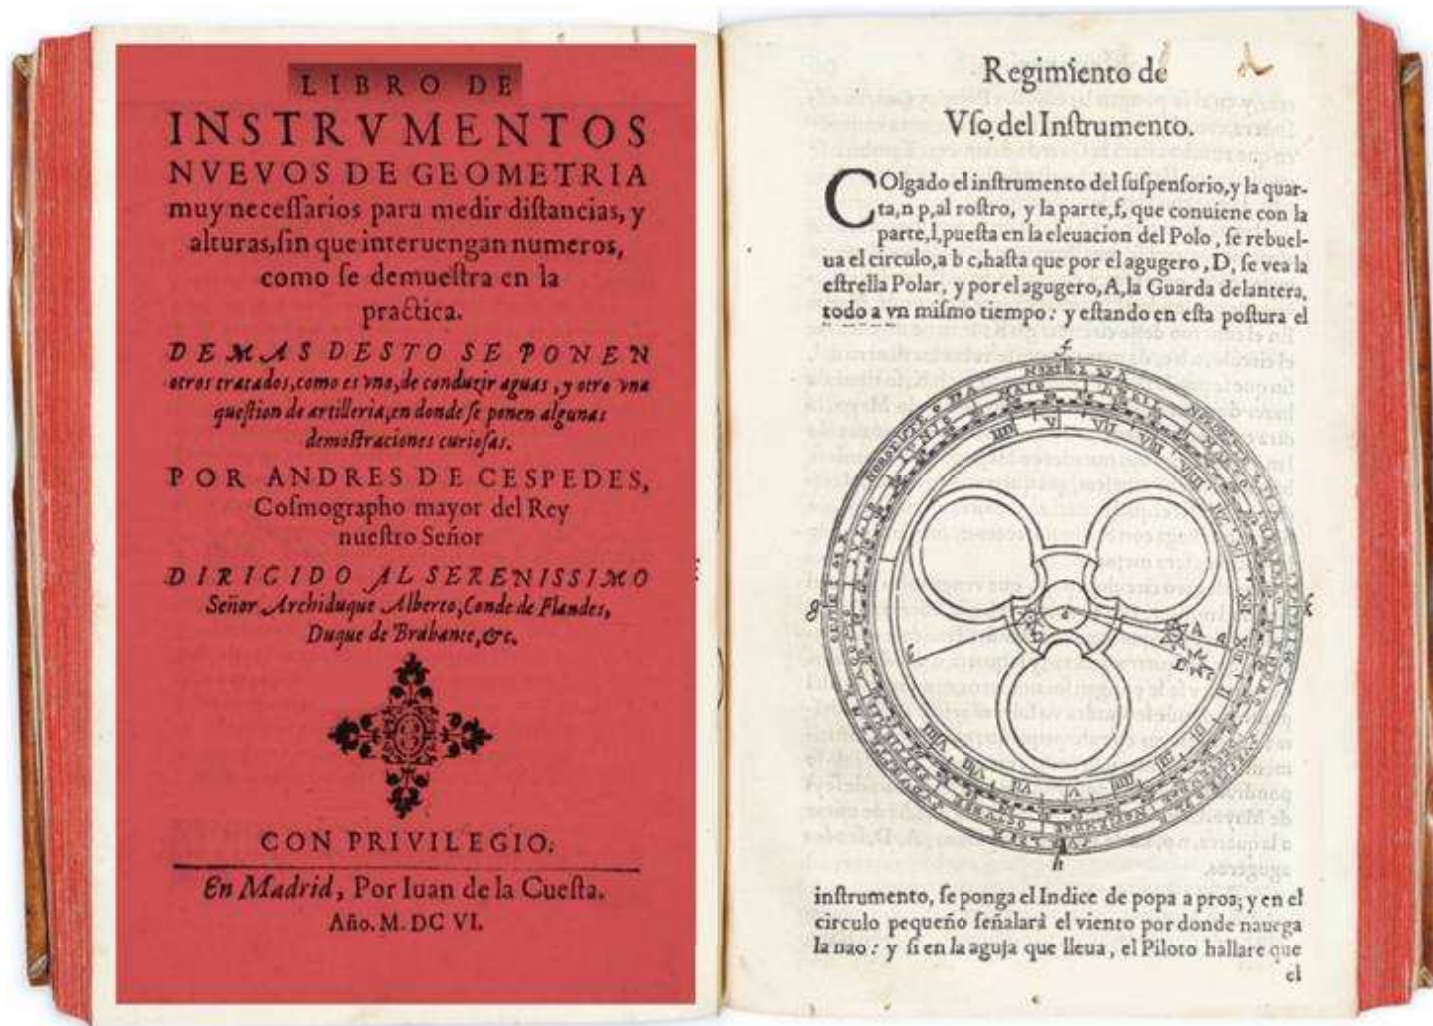 LIBRO DE
INSTRVMENTOS
NVEVOS DE GEOMETRIA
muy neceſſarios para medir diſtancias, y
alturas, ſin que interuengan numeros,
como ſe demueſtra en la
practica.
DEMAS DESTO SE PONEN
otros tratados, como es vno, de conduzir aguas, y otro vna
queſtion de artilleria, en donde ſe ponen algunas
demoſtraciones curioſas.
POR ANDRES DE CESPEDES,
Coſmographo mayor del Rey
nueſtro Señor
DIRIGIDO AL SERENISSIMO
Señor Archiduque Alberto, Conde de Flandes,
Duque de Brabante, &c.
CON PRIVILEGIO.
En Madrid, Por Iuan de la Cueſta.
Año. M. DC VI.
Regimiento de
Vſo del Inſtrumento.
COlgado el inſtrumento del ſuſpenſorio, y la quar-
ta, n p, al roſtro, y la parte, f, que conuiene con la
parte, l, pueſta en la eleuacion del Polo, ſe rebuel-
ua el circulo, a b c, haſta que por el agugero, D, ſe vea la
eſtrella Polar, y por el agugero, A, la Guarda delantera,
todo a vn miſmo tiempo: y eſtando en eſta poſtura el
inſtrumento, ſe ponga el Indice de popa a proa; y en el
circulo pequeño ſeñalarà el viento por donde nauega
la nao: y ſi en la aguja que lleua, el Piloto hallare que
el